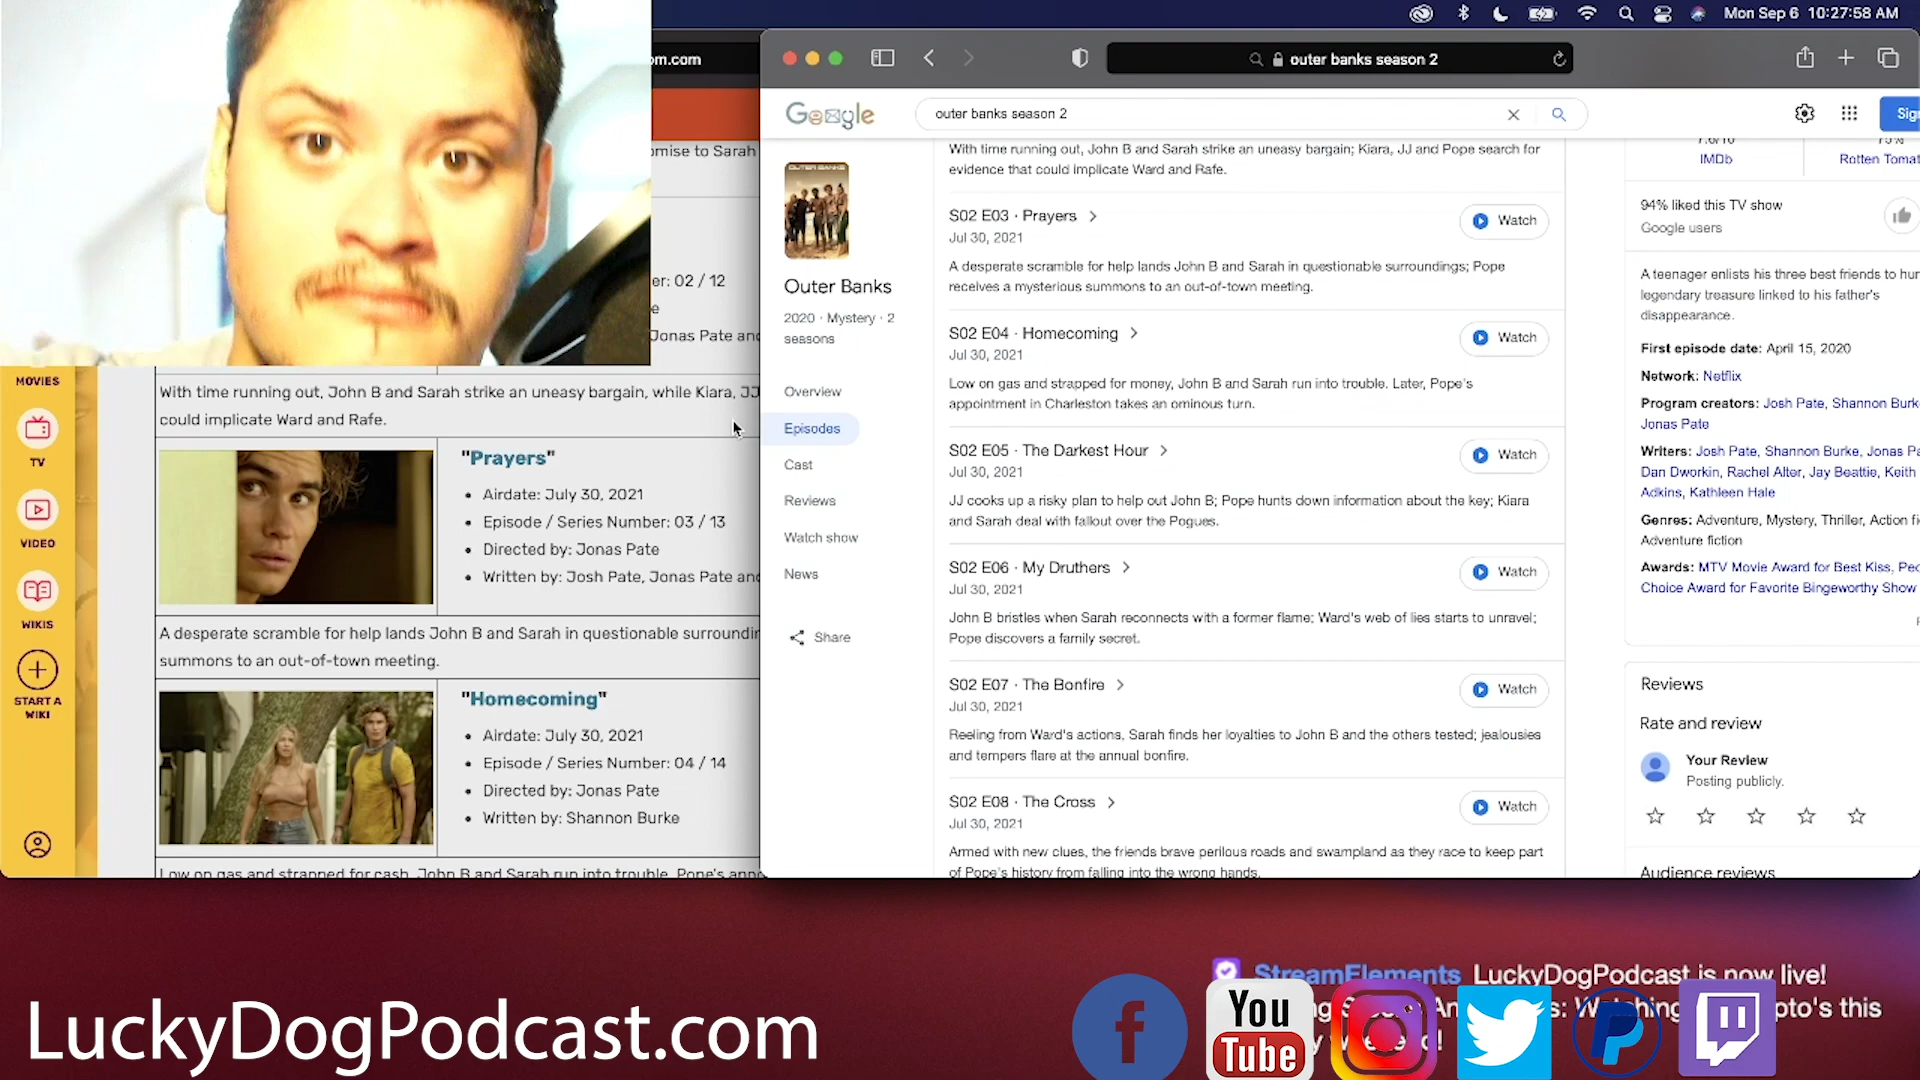 Mon Sep 6 10:27:58 AM
om.com
outer banks season 2
Google
outer banks season 2
Sig
omise to Sarah
er: 02 / 12
e
Jonas Pate and
MOVIES
TV
VIDEO
WIKIS
START A
WIKI
With time running out, John B and Sarah strike an uneasy bargain, while Kiara, JJ
could implicate Ward and Rafe.
"Prayers"
• Airdate: July 30, 2021
• Episode / Series Number: 03 / 13
• Directed by: Jonas Pate
• Written by: Josh Pate, Jonas Pate and
A desperate scramble for help lands John B and Sarah in questionable surroundin
summons to an out-of-town meeting.
"Homecoming"
• Airdate: July 30, 2021
• Episode / Series Number: 04 / 14
• Directed by: Jonas Pate
• Written by: Shannon Burke
Low on gas and strapped for cash, John B and Sarah run into trouble. Pope's appo
OUTER BANKS
Outer Banks
2020 · Mystery · 2
seasons
Overview
Episodes
Cast
Reviews
Watch show
News
Share
With time running out, John B and Sarah strike an uneasy bargain; Kiara, JJ and Pope search for
evidence that could implicate Ward and Rafe.
S02 E03 · Prayers
Watch
Jul 30, 2021
A desperate scramble for help lands John B and Sarah in questionable surroundings; Pope
receives a mysterious summons to an out-of-town meeting.
S02 E04 · Homecoming
Watch
Jul 30, 2021
Low on gas and strapped for money, John B and Sarah run into trouble. Later, Pope's
appointment in Charleston takes an ominous turn.
S02 E05 · The Darkest Hour
Watch
Jul 30, 2021
JJ cooks up a risky plan to help out John B; Pope hunts down information about the key; Kiara
and Sarah deal with fallout over the Pogues.
S02 E06 · My Druthers
Watch
Jul 30, 2021
John B bristles when Sarah reconnects with a former flame; Ward's web of lies starts to unravel;
Pope discovers a family secret.
S02 E07 · The Bonfire
Watch
Jul 30, 2021
Reeling from Ward's actions, Sarah finds her loyalties to John B and the others tested; jealousies
and tempers flare at the annual bonfire.
S02 E08 · The Cross
Watch
Jul 30, 2021
Armed with new clues, the friends brave perilous roads and swampland as they race to keep part
of Pope's history from falling into the wrong hands.
IMDb
Rotten Tomat
94% liked this TV show
Google users
A teenager enlists his three best friends to hun
legendary treasure linked to his father's
disappearance.
First episode date: April 15, 2020
Network: Netflix
Program creators: Josh Pate, Shannon Burk
Jonas Pate
Writers: Josh Pate, Shannon Burke, Jonas Pa
Dan Dworkin, Rachel Alter, Jay Beattie, Keith
Adkins, Kathleen Hale
Genres: Adventure, Mystery, Thriller, Action fi
Adventure fiction
Awards: MTV Movie Award for Best Kiss, Peo
Choice Award for Favorite Bingeworthy Show
Reviews
Rate and review
Your Review
Posting publicly.
Audience reviews
StreamElements LuckyDogPodcast is now live!
LuckyDogPodcast.com
You
Tube